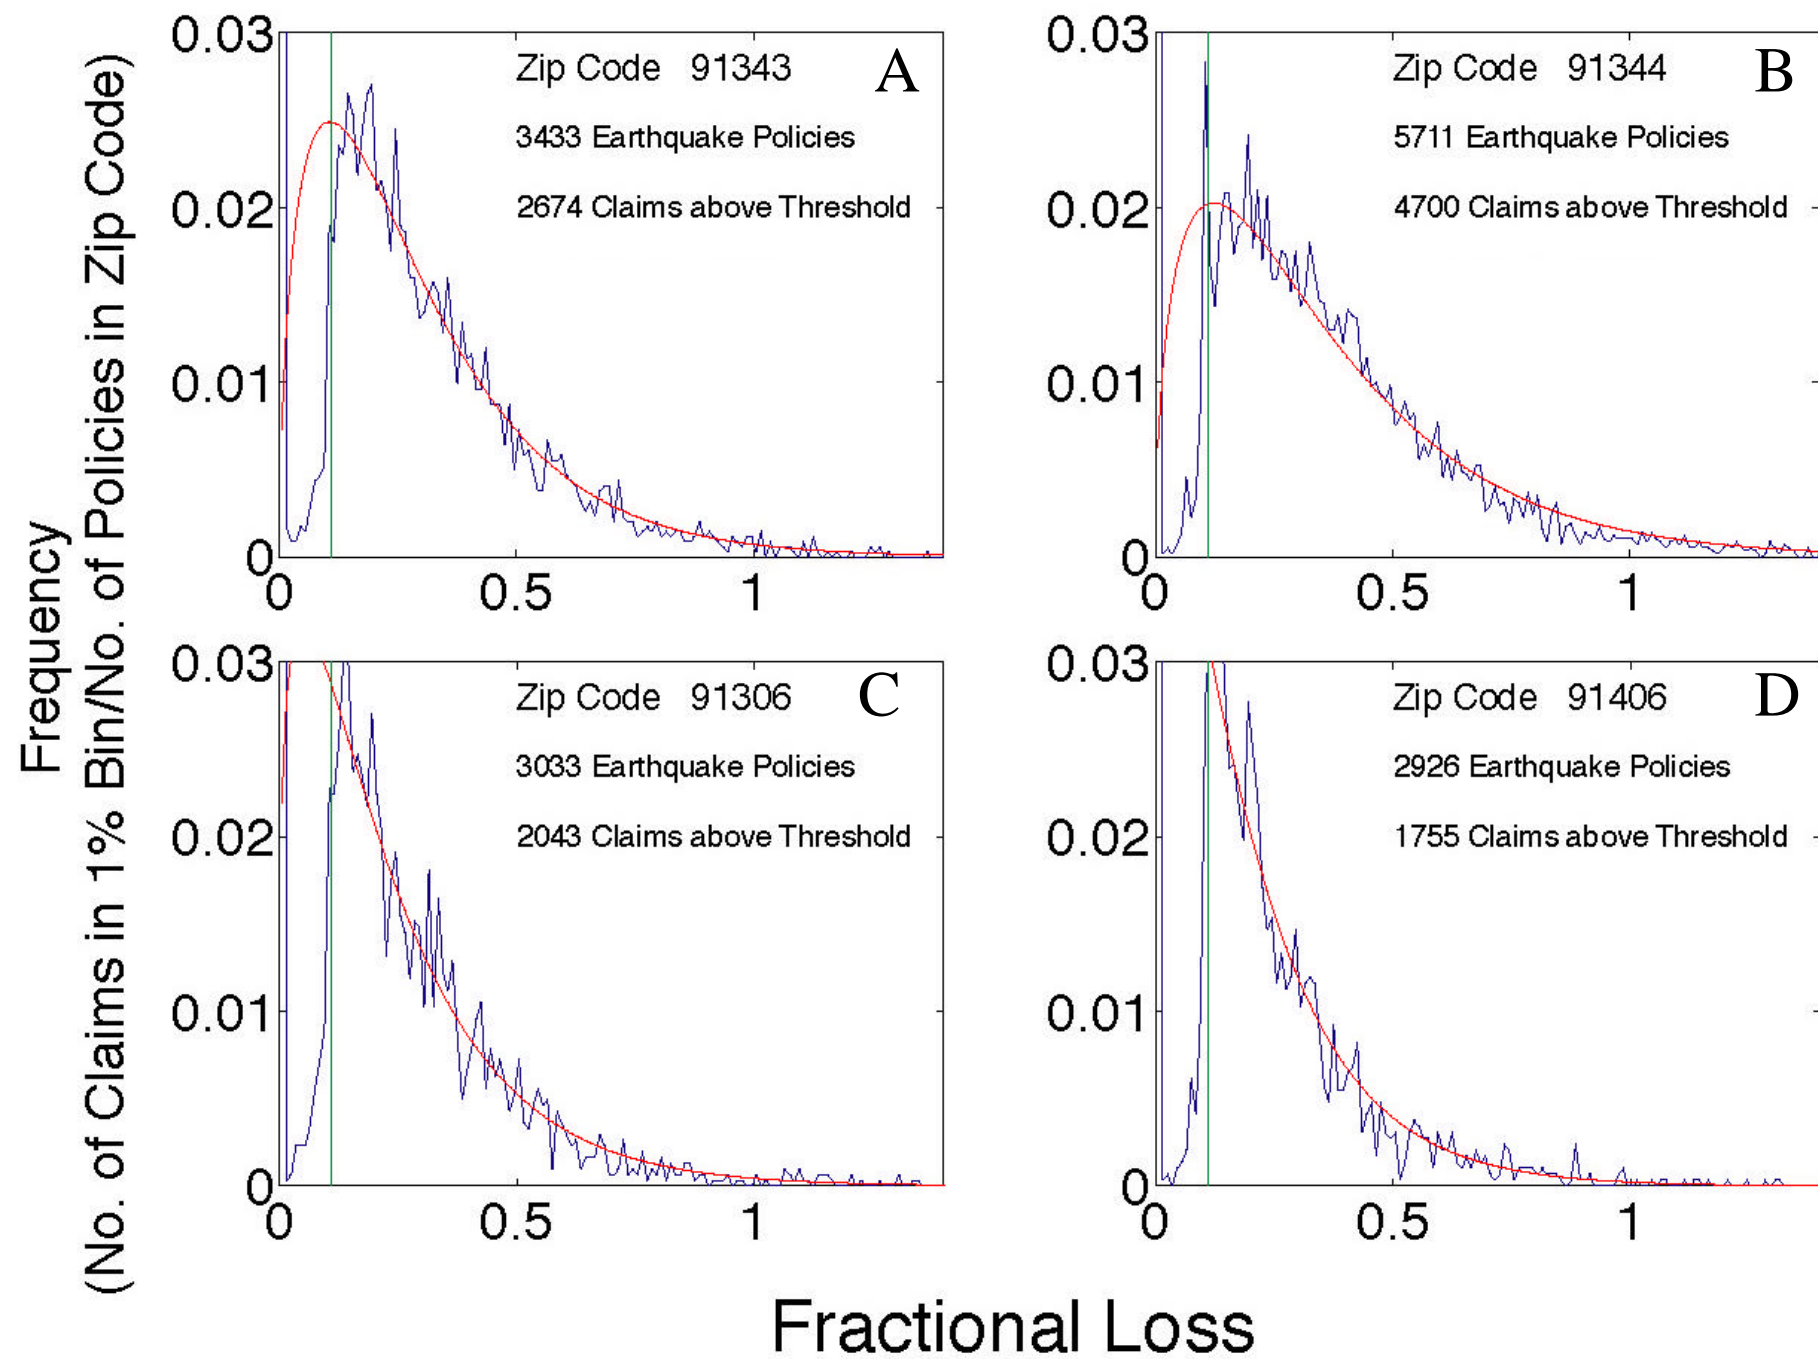 Frequency
(No. of Claims in 1% Bin/No. of Policies in Zip Code)
0.03
0.02
0.01
0
0
0.5
1
Zip Code 91343
A
3433 Earthquake Policies
2674 Claims above Threshold
0.03
0.02
0.01
0
0
0.5
1
Zip Code 91344
B
5711 Earthquake Policies
4700 Claims above Threshold
0.03
0.02
0.01
0
0
0.5
1
Zip Code 91306
C
3033 Earthquake Policies
2043 Claims above Threshold
0.03
0.02
0.01
0
0
0.5
1
Zip Code 91406
D
2926 Earthquake Policies
1755 Claims above Threshold
Fractional Loss